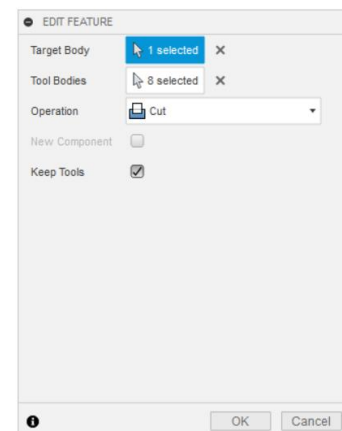 EDIT FEATURE
Target Body 1 selected
Tool Bodies 8 selected
Operation Cut
New Component
Keep Tools
OK Cancel